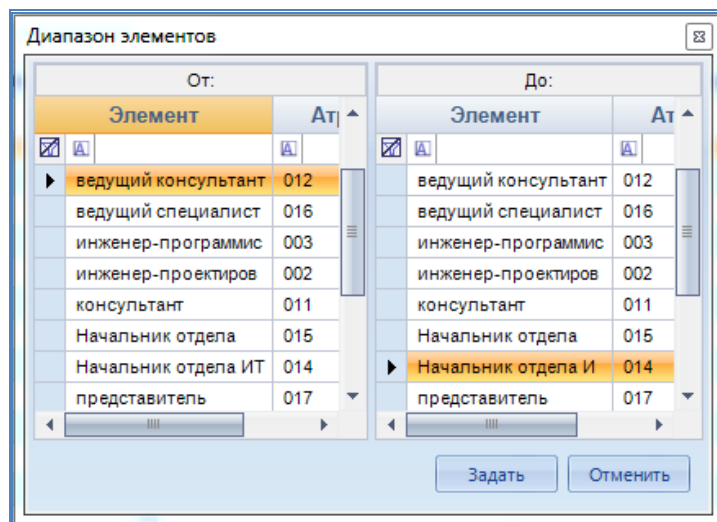 Диапазон элементов
От: До:
Элемент Ат Элемент Ат
A A A A
ведущий консультант 012 ведущий консультант 012
ведущий специалист 016 ведущий специалист 016
инженер-программис 003 инженер-программис 003
инженер-проектиров 002 инженер-проектиров 002
консультант 011 консультант 011
Начальник отдела 015 Начальник отдела 015
Начальник отдела ИТ 014 Начальник отдела И 014
представитель 017 представитель 017
Задать Отменить